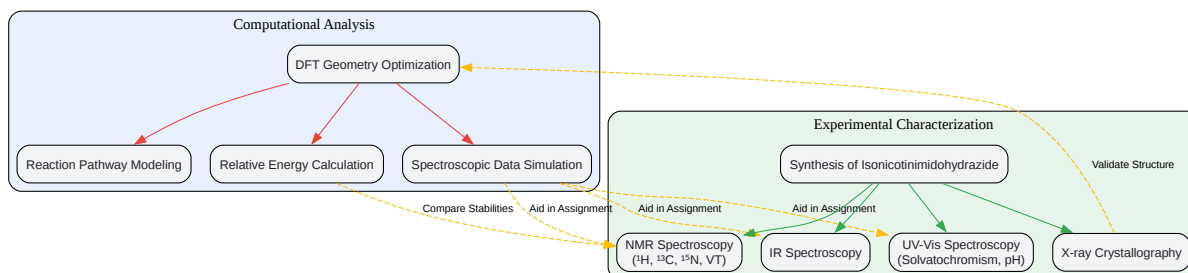 Computational Analysis
DFT Geometry Optimization
Reaction Pathway Modeling
Relative Energy Calculation
Spectroscopic Data Simulation
Experimental Characterization
Synthesis of Isonicotinimidohydrazide
Validate Structure
Compare Stabilities
Aid in Assignment
Aid in Assignment
Aid in Assignment
NMR Spectroscopy
(¹H, ¹³C, ¹⁵N, VT)
IR Spectroscopy
UV-Vis Spectroscopy
(Solvatochromism, pH)
X-ray Crystallography